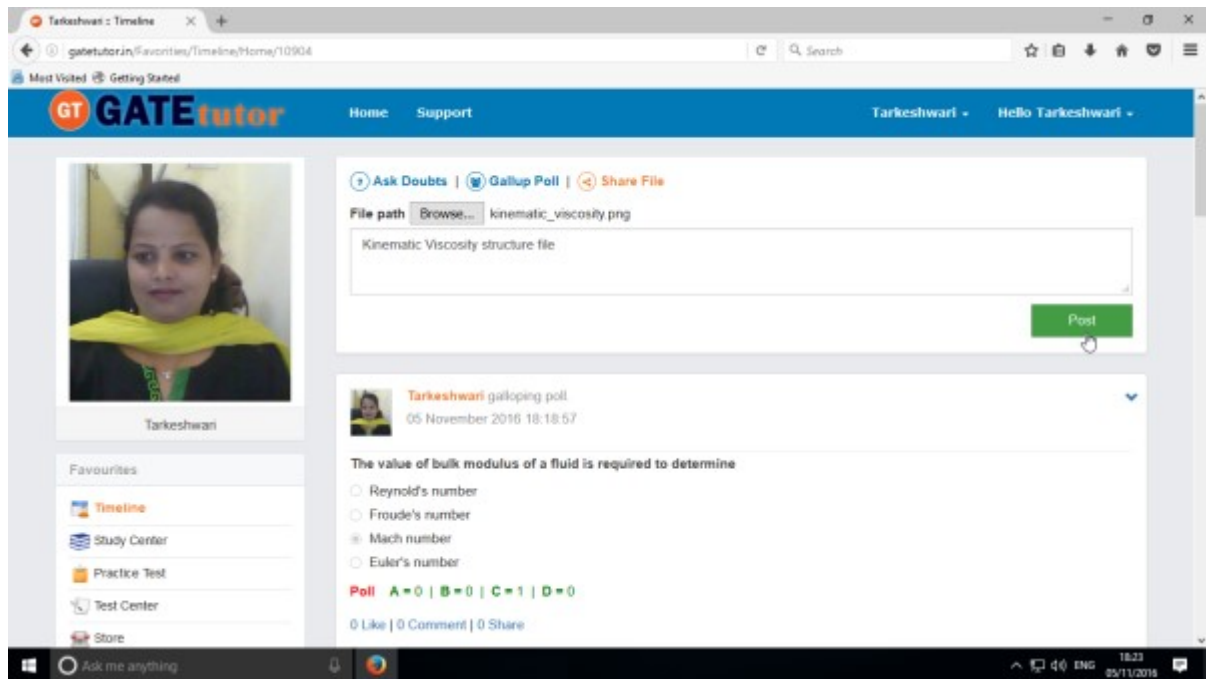 Tarkeshwari :: Timeline
gatetutor.in/Favorities/Timeline/Home/10904
Search
Most Visited Getting Started
GT GATEtutor Home Support Tarkeshwari Hello Tarkeshwari
Ask Doubts | Gallup Poll | Share File
File path Browse... kinematic_viscosity.png
Kinematic Viscosity structure file
Post
Tarkeshwari
Favourites
Timeline
Study Center
Practice Test
Test Center
Store
Tarkeshwari galloping poll
05 November 2016 18:18:57
The value of bulk modulus of a fluid is required to determine
Reynold's number
Froude's number
Mach number
Euler's number
Poll A = 0 | B = 0 | C = 1 | D = 0
0 Like | 0 Comment | 0 Share
Ask me anything
ENG
18:23
05/11/2016